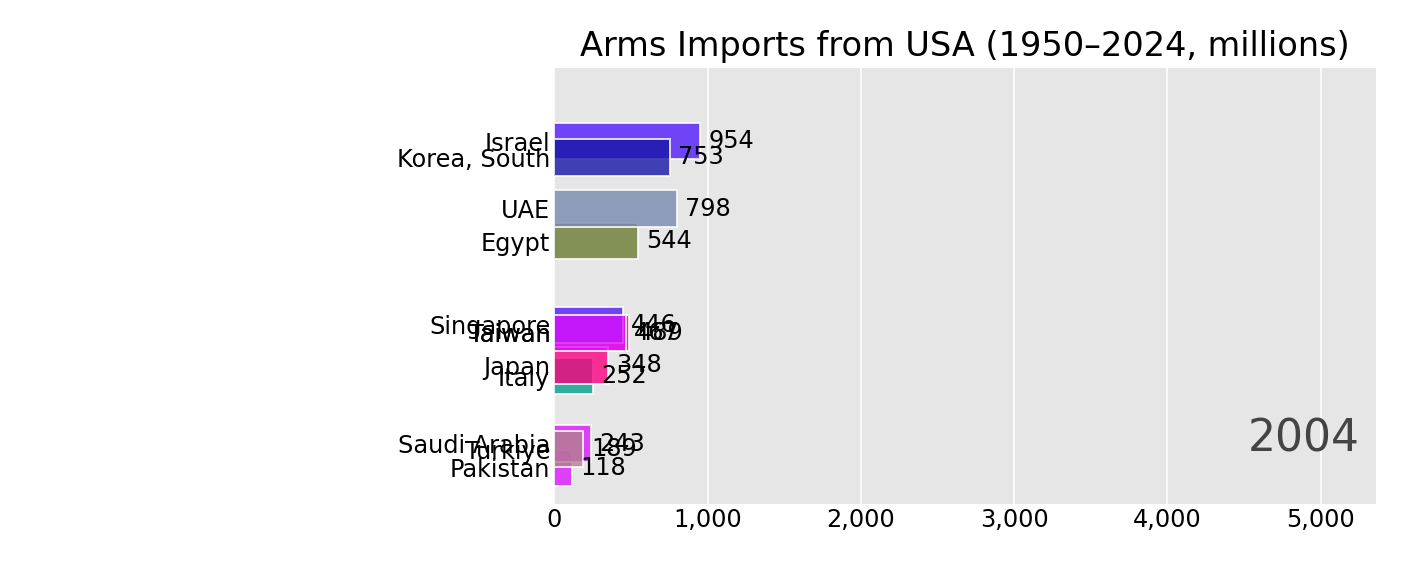 Arms Imports from USA (1950–2024, millions)
Israel 954
Korea, South 753
UAE 798
Egypt 544
Singapore 446
Taiwan
Japan 348
Italy 252
Saudi Arabia 243
Turkiye 189
Pakistan 118
2004
0 1,000 2,000 3,000 4,000 5,000